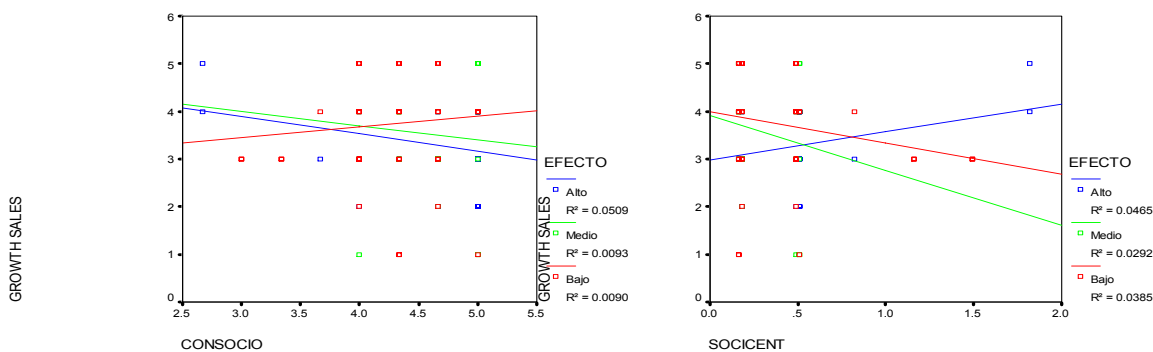 GROWTH SALES
6
5
4
3
2
1
0
2.5 3.0 3.5 4.0 4.5 5.0 5.5
CONSOCIO
EFECTO
Alto
R² = 0.0509
Medio
R² = 0.0093
Bajo
R² = 0.0090
GROWTH SALES
6
5
4
3
2
1
0
0.0 .5 1.0 1.5 2.0
SOCICENT
EFECTO
Alto
R² = 0.0465
Medio
R² = 0.0292
Bajo
R² = 0.0385